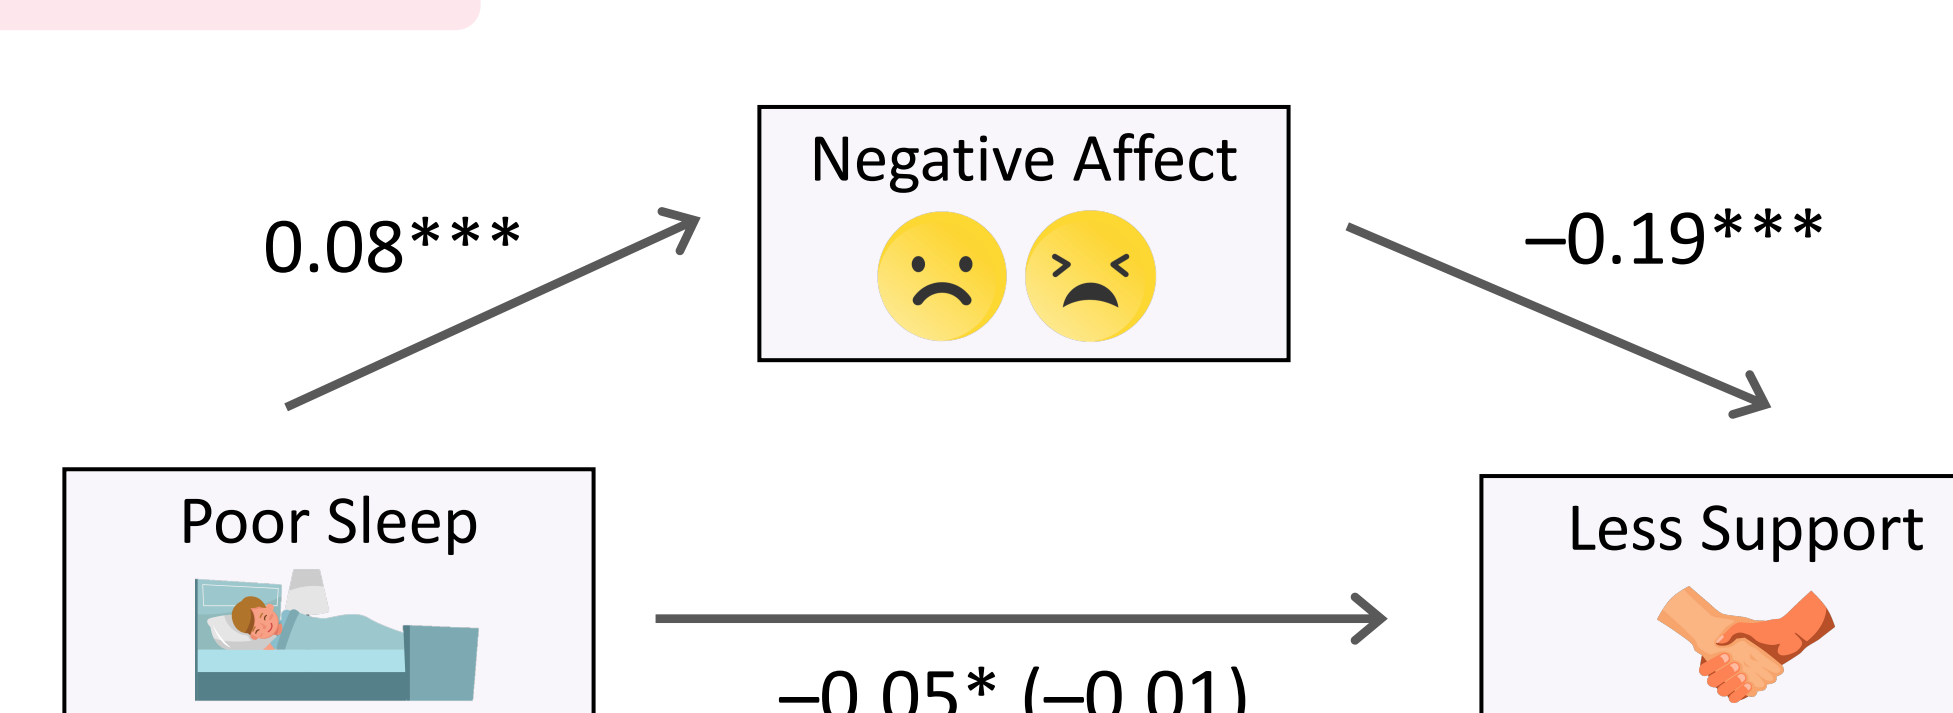 Negative Affect
0.08***
–0.19***
Poor Sleep
Less Support
–0.05* (–0.01)